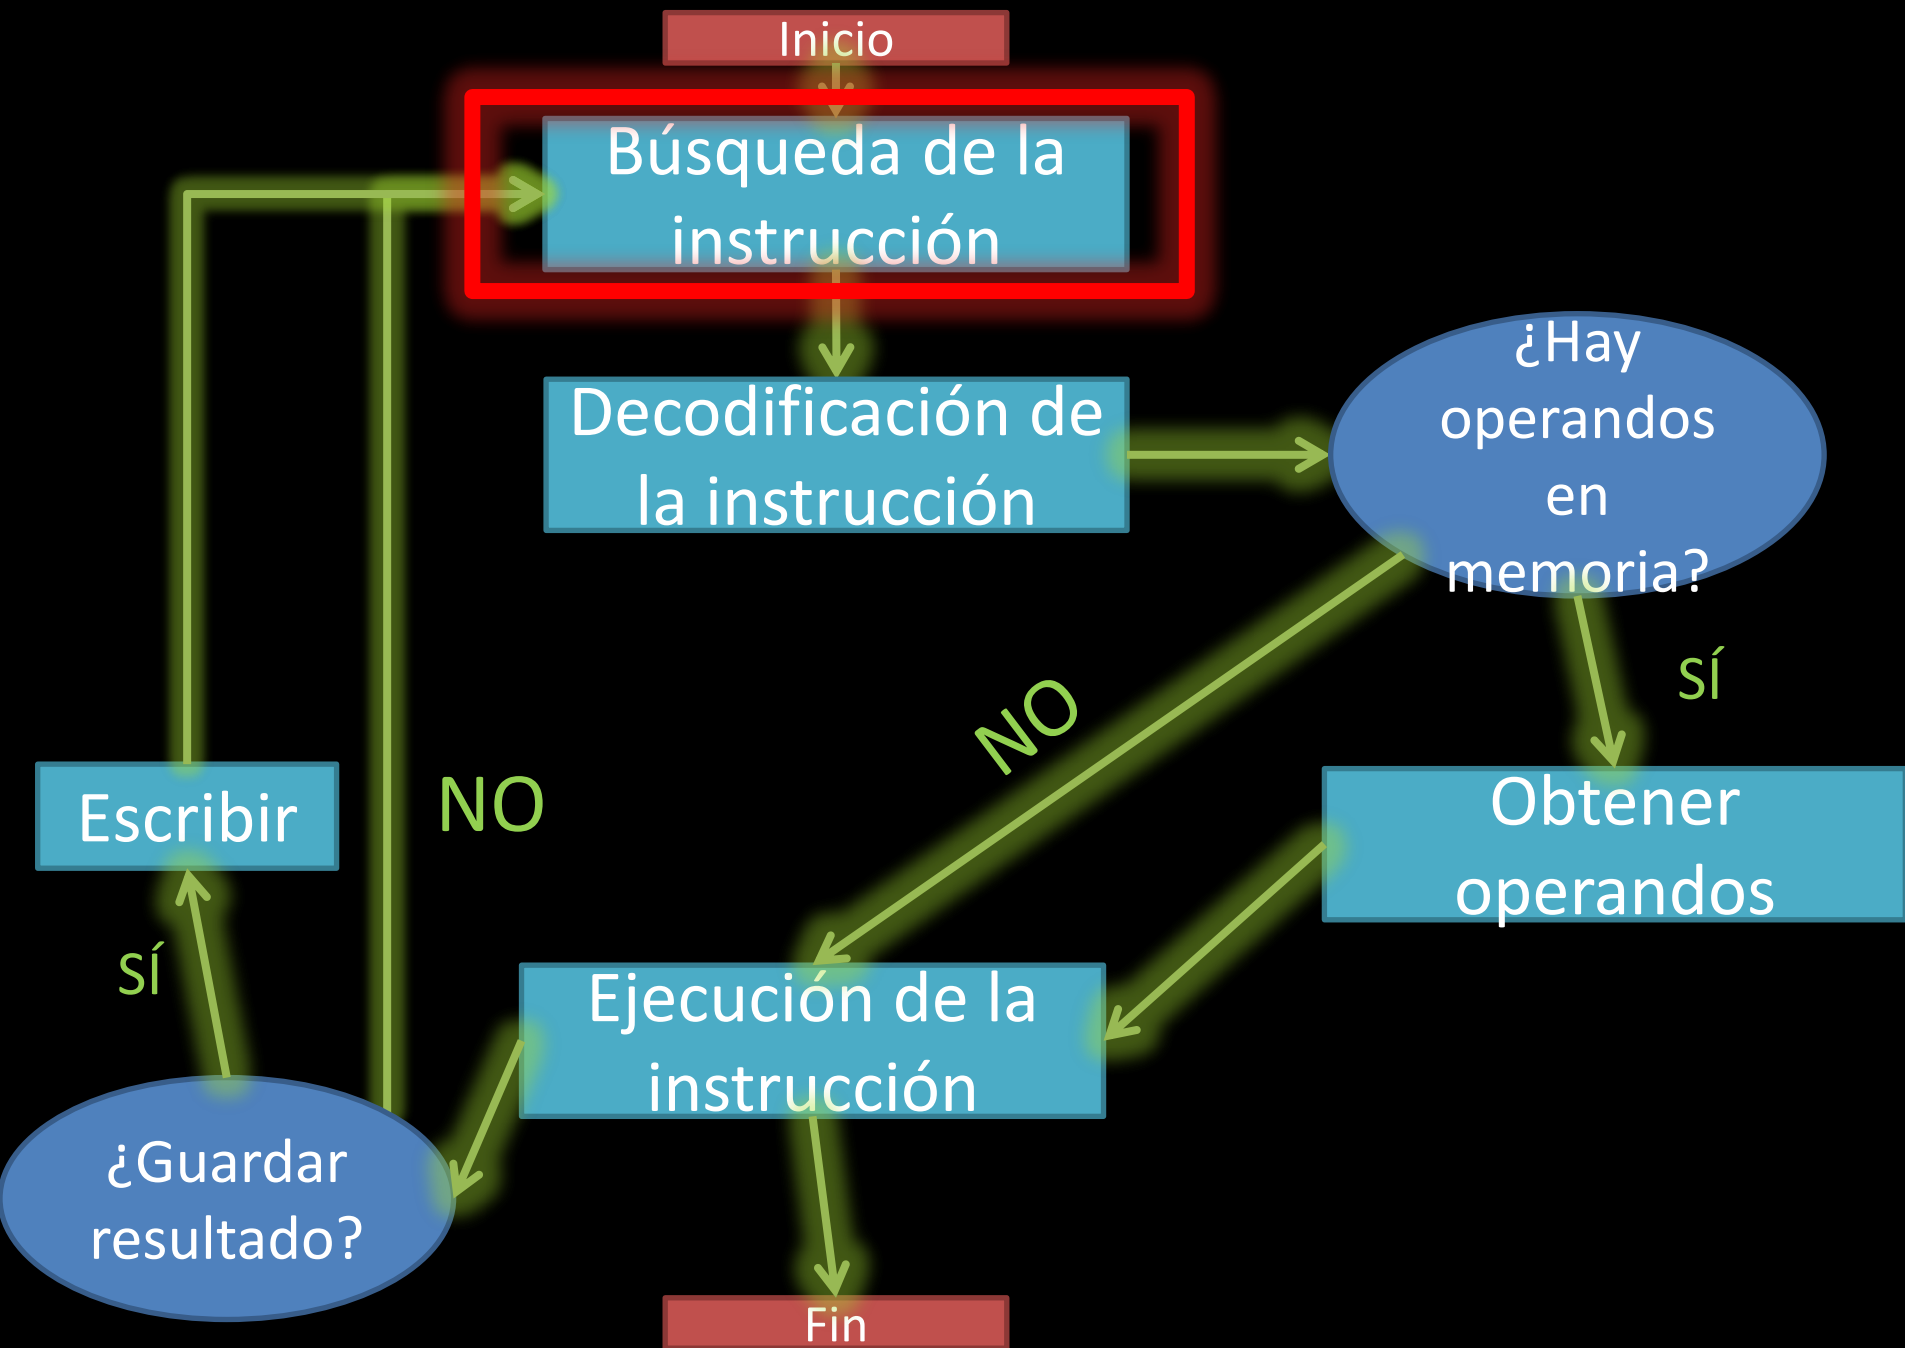 Inicio
Búsqueda de la
instrucción
Decodificación de
la instrucción
¿Hay
operandos
en
memoria?
NO
SÍ
Obtener
operandos
Ejecución de la
instrucción
¿Guardar
resultado?
SÍ
NO
Escribir
Fin